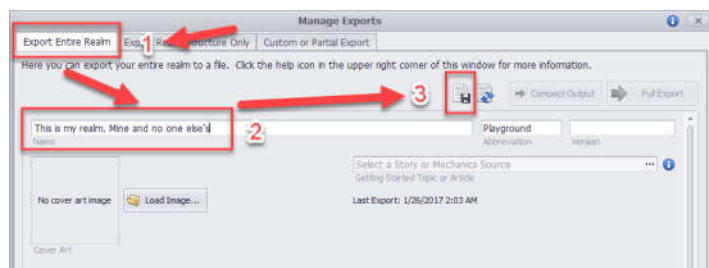 Manage Exports
Export Entire Realm
1
Structure Only
Custom or Partial Export
Here you can export your entire realm to a file. Click the help icon in the upper right corner of this window for more information.
3
Compact Output
Full Export
This is my realm. Mine and no one else's
2
Playground
Name
Abbreviation
Version
Select a Story or Mechanics Source
...
Getting Started Topic or Article
No cover art image
Load Image...
Last Export: 1/26/2017 2:03 AM
Cover Art